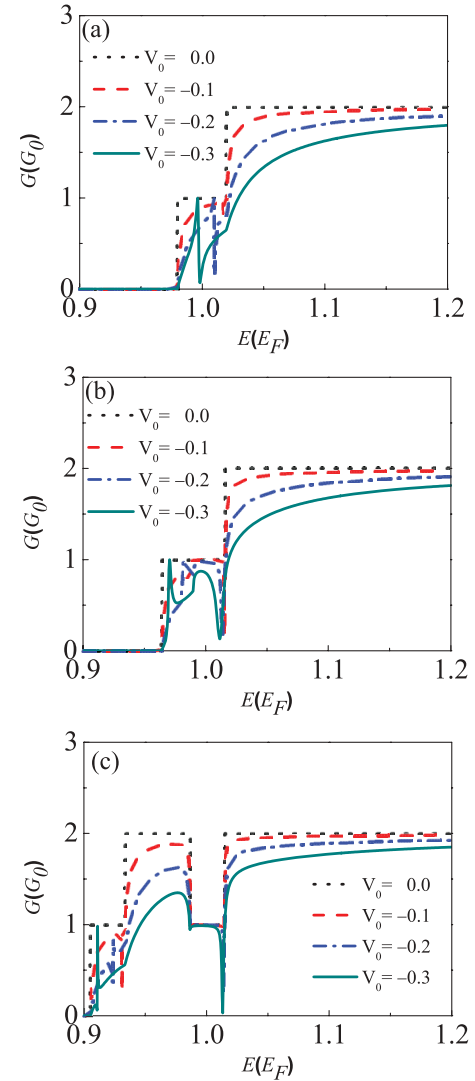 (a)
V₀= 0.0
V₀= −0.1
V₀= −0.2
V₀= −0.3
3
2
1
0
G(G₀)
0.9 1.0 1.1 1.2
E(E_F)
(b)
V₀= 0.0
V₀= −0.1
V₀= −0.2
V₀= −0.3
3
2
1
0
G(G₀)
0.9 1.0 1.1 1.2
E(E_F)
(c)
3
2
1
0
G(G₀)
V₀= 0.0
V₀= −0.1
V₀= −0.2
V₀= −0.3
0.9 1.0 1.1 1.2
E(E_F)